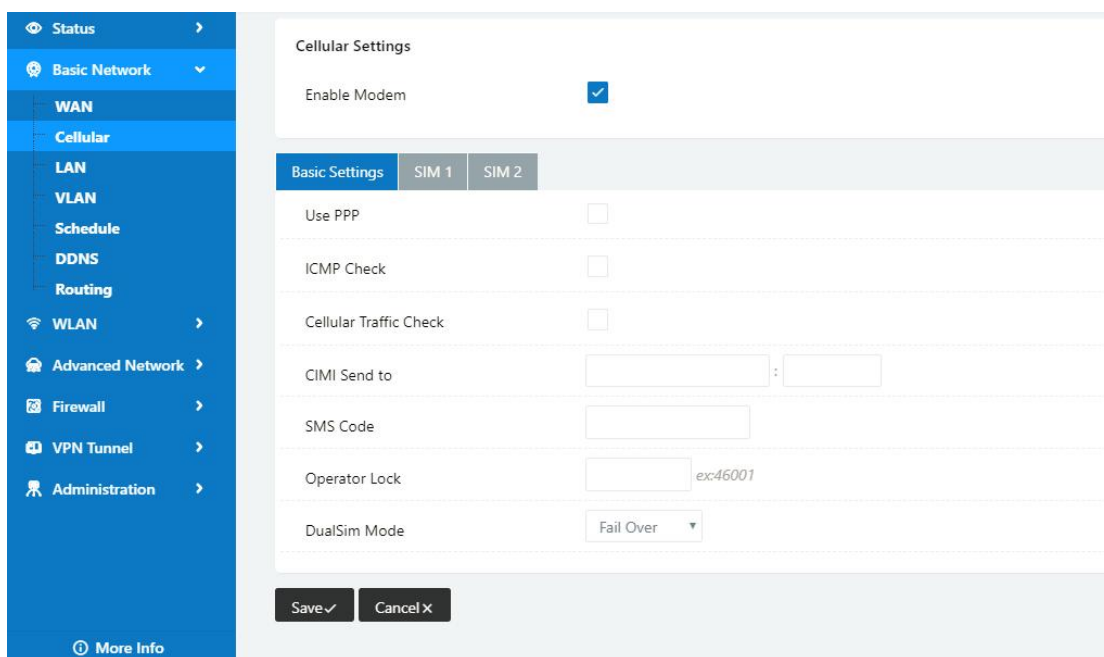 Status
Basic Network
WAN
Cellular
LAN
VLAN
Schedule
DDNS
Routing
WLAN
Advanced Network
Firewall
VPN Tunnel
Administration
More Info
Cellular Settings
Enable Modem
Basic Settings SIM 1 SIM 2
Use PPP
ICMP Check
Cellular Traffic Check
CIMI Send to :
SMS Code
Operator Lock ex:46001
DualSim Mode Fail Over
Save Cancel